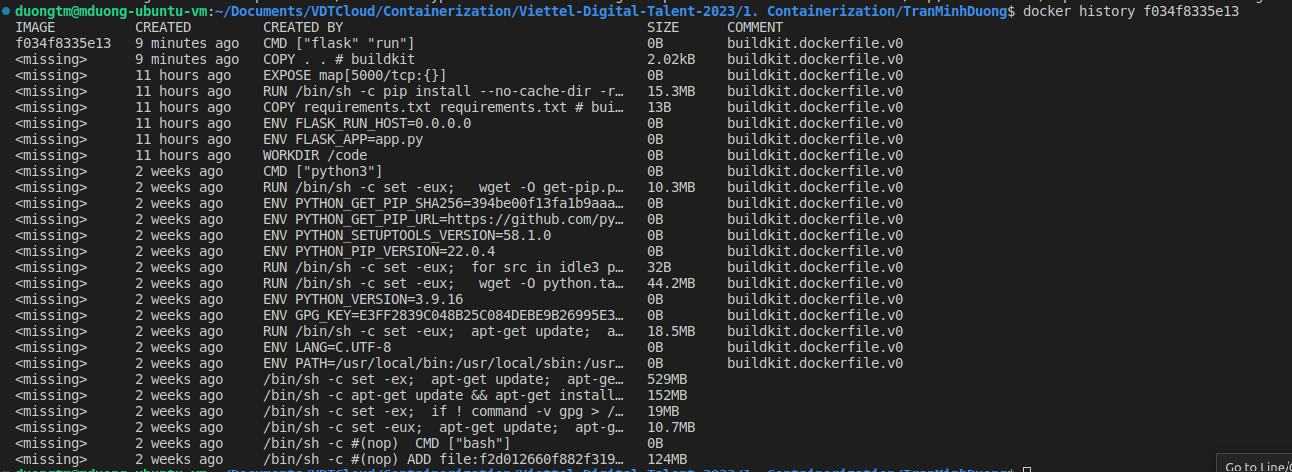 duongtm@mduong-ubuntu-vm:~/Documents/VDTCloud/Containerization/Viettel-Digital-Talent-2023/1. Containerization/TranMinhDuong$ docker history f034f8335e13
IMAGE CREATED CREATED BY SIZE COMMENT
f034f8335e13 9 minutes ago CMD ["flask" "run"] 0B buildkit.dockerfile.v0
<missing> 9 minutes ago COPY . . # buildkit 2.02kB buildkit.dockerfile.v0
<missing> 11 hours ago EXPOSE map[5000/tcp:{}] 0B buildkit.dockerfile.v0
<missing> 11 hours ago RUN /bin/sh -c pip install --no-cache-dir -r… 15.3MB buildkit.dockerfile.v0
<missing> 11 hours ago COPY requirements.txt requirements.txt # bui… 13B buildkit.dockerfile.v0
<missing> 11 hours ago ENV FLASK_RUN_HOST=0.0.0.0 0B buildkit.dockerfile.v0
<missing> 11 hours ago ENV FLASK_APP=app.py 0B buildkit.dockerfile.v0
<missing> 11 hours ago WORKDIR /code 0B buildkit.dockerfile.v0
<missing> 2 weeks ago CMD ["python3"] 0B buildkit.dockerfile.v0
<missing> 2 weeks ago RUN /bin/sh -c set -eux; wget -O get-pip.p… 10.3MB buildkit.dockerfile.v0
<missing> 2 weeks ago ENV PYTHON_GET_PIP_SHA256=394be00f13fa1b9aaa… 0B buildkit.dockerfile.v0
<missing> 2 weeks ago ENV PYTHON_GET_PIP_URL=https://github.com/py… 0B buildkit.dockerfile.v0
<missing> 2 weeks ago ENV PYTHON_SETUPTOOLS_VERSION=58.1.0 0B buildkit.dockerfile.v0
<missing> 2 weeks ago ENV PYTHON_PIP_VERSION=22.0.4 0B buildkit.dockerfile.v0
<missing> 2 weeks ago RUN /bin/sh -c set -eux; for src in idle3 p… 32B buildkit.dockerfile.v0
<missing> 2 weeks ago RUN /bin/sh -c set -eux; wget -O python.ta… 44.2MB buildkit.dockerfile.v0
<missing> 2 weeks ago ENV PYTHON_VERSION=3.9.16 0B buildkit.dockerfile.v0
<missing> 2 weeks ago ENV GPG_KEY=E3FF2839C048B25C084DEBE9B26995E3… 0B buildkit.dockerfile.v0
<missing> 2 weeks ago RUN /bin/sh -c set -eux; apt-get update; a… 18.5MB buildkit.dockerfile.v0
<missing> 2 weeks ago ENV LANG=C.UTF-8 0B buildkit.dockerfile.v0
<missing> 2 weeks ago ENV PATH=/usr/local/bin:/usr/local/sbin:/usr… 0B buildkit.dockerfile.v0
<missing> 2 weeks ago /bin/sh -c set -ex; apt-get update; apt-ge… 529MB
<missing> 2 weeks ago /bin/sh -c apt-get update && apt-get install… 152MB
<missing> 2 weeks ago /bin/sh -c set -ex; if ! command -v gpg > /… 19MB
<missing> 2 weeks ago /bin/sh -c set -eux; apt-get update; apt-g… 10.7MB
<missing> 2 weeks ago /bin/sh -c #(nop) CMD ["bash"] 0B
<missing> 2 weeks ago /bin/sh -c #(nop) ADD file:f2d012660f882f319… 124MB
duongtm@mduong-ubuntu-vm:~/Documents/VDTCloud/Containerization/Viettel-Digital-Talent-2023/1. Containerization/TranMinhDuong$
Go to Line/